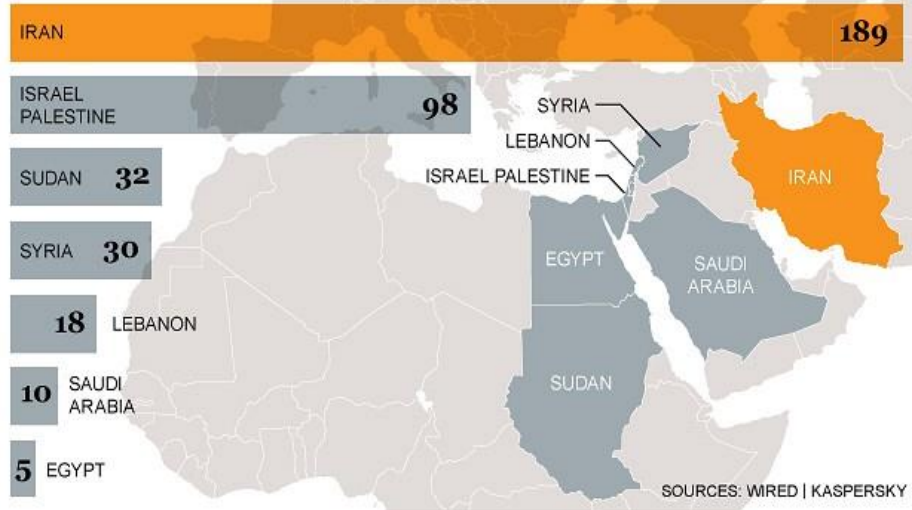 IRAN
189
ISRAEL
PALESTINE
98
SUDAN 32
SYRIA 30
18 LEBANON
10 SAUDI
ARABIA
5 EGYPT
SYRIA
LEBANON
ISRAEL PALESTINE
IRAN
EGYPT
SAUDI
ARABIA
SUDAN
SOURCES: WIRED | KASPERSKY